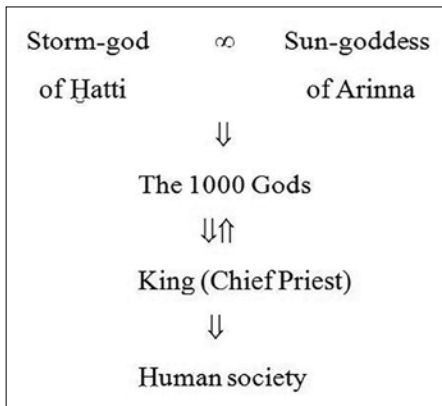 Storm-god ∞ Sun-goddess
of Ḫatti of Arinna
⇓
The 1000 Gods
⇓⇑
King (Chief Priest)
⇓
Human society